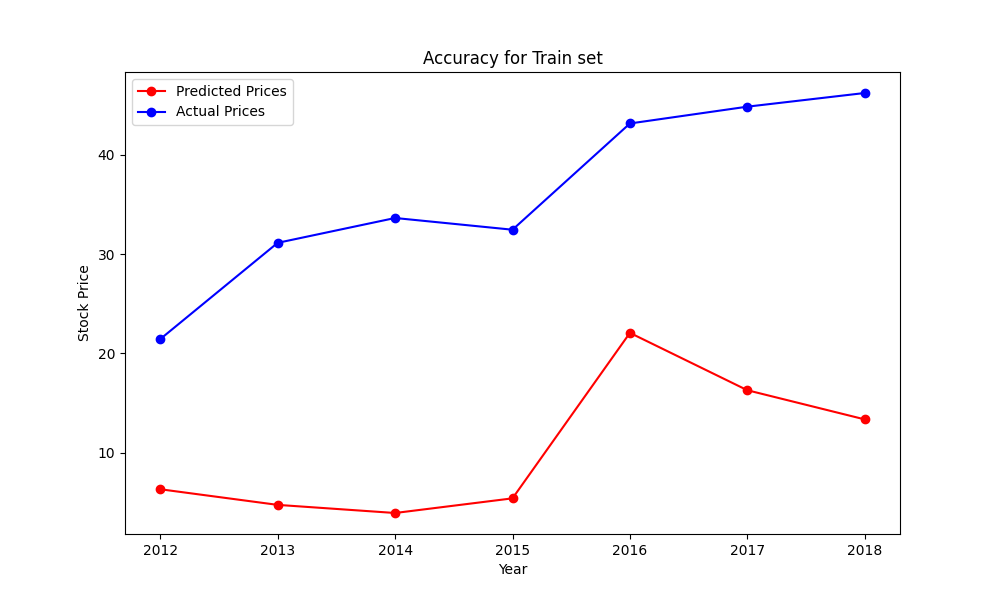 Accuracy for Train set
Predicted Prices
Actual Prices
Stock Price
40
30
20
10
2012
2013
2014
2015
2016
2017
2018
Year